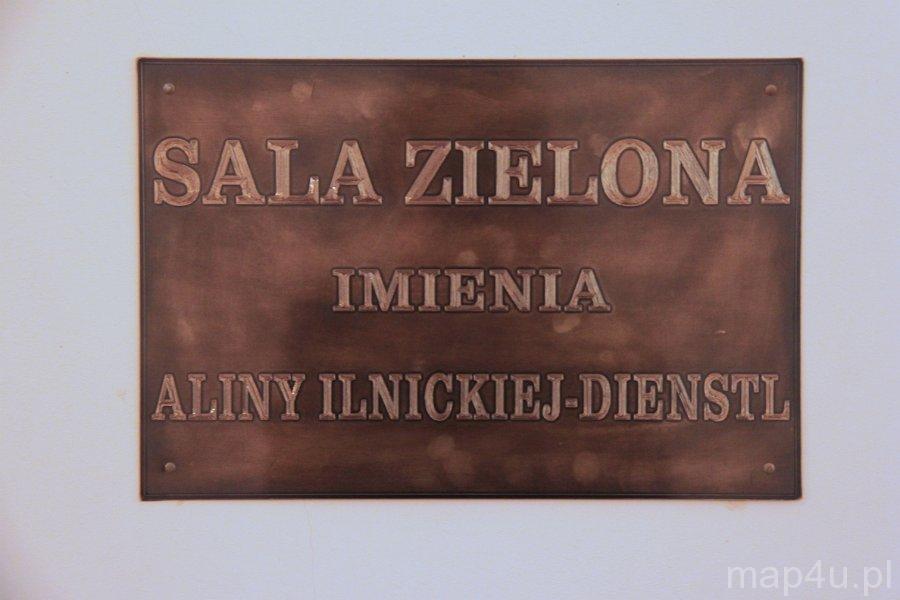 SALA ZIELONA
IMIENIA
ALINY ILNICKIEJ-DIENSTL
map4u.pl